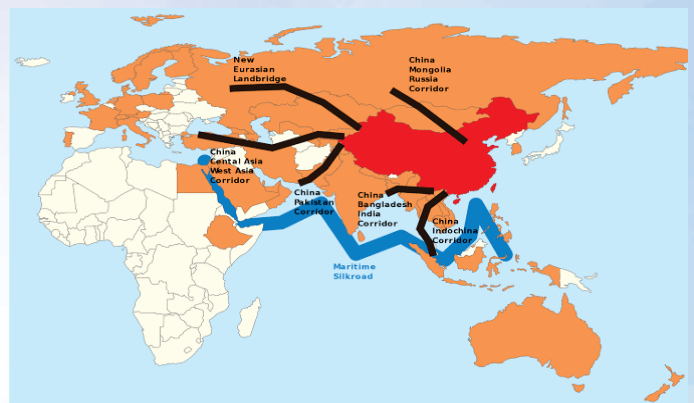 New
Eurasian
Landbridge
China
Mongolia
Russia
Corridor
China
Cental Asia
West Asia
Corridor
China
Pakistan
Corridor
China
Bangladesh
India
Corridor
China
Indochina
Corridor
Maritime
Silkroad